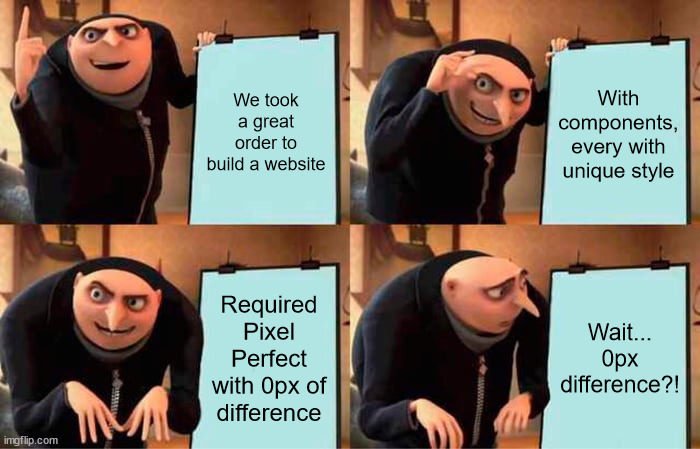 We took
a great
order to
build a website
With
components,
every with
unique style
Required
Pixel
Perfect
with 0px of
difference
Wait...
0px
difference?!
imgflip.com